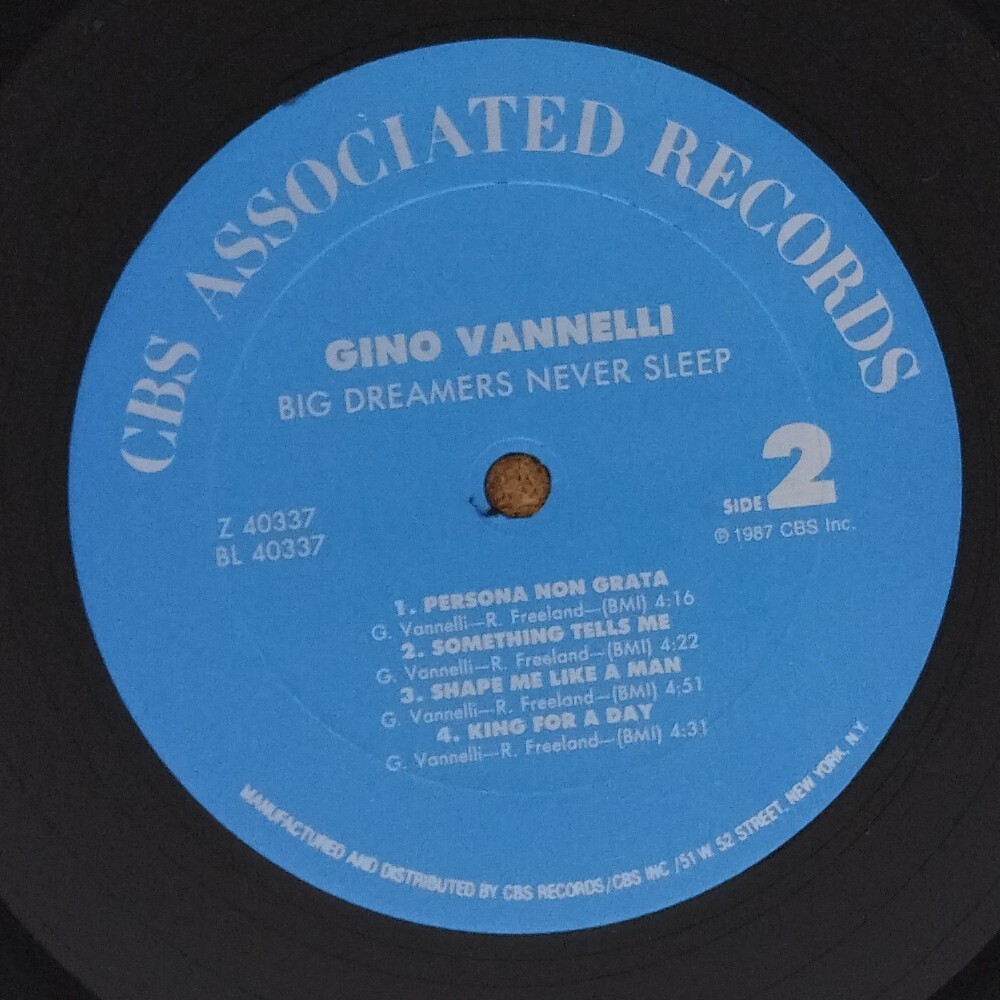 CBS ASSOCIATED RECORDS
GINO VANNELLI
BIG DREAMERS NEVER SLEEP
SIDE 2
Z 40337
BL 40337
℗ 1987 CBS Inc.
1. PERSONA NON GRATA
G. Vannelli—R. Freeland—(BMI) 4:16
2. SOMETHING TELLS ME
G. Vannelli—R. Freeland—(BMI) 4:22
3. SHAPE ME LIKE A MAN
G. Vannelli—R. Freeland—(BMI) 4:51
4. KING FOR A DAY
G. Vannelli—R. Freeland—(BMI) 4:31
MANUFACTURED AND DISTRIBUTED BY CBS RECORDS/CBS INC /51 W. 52 STREET, NEW YORK, N.Y.